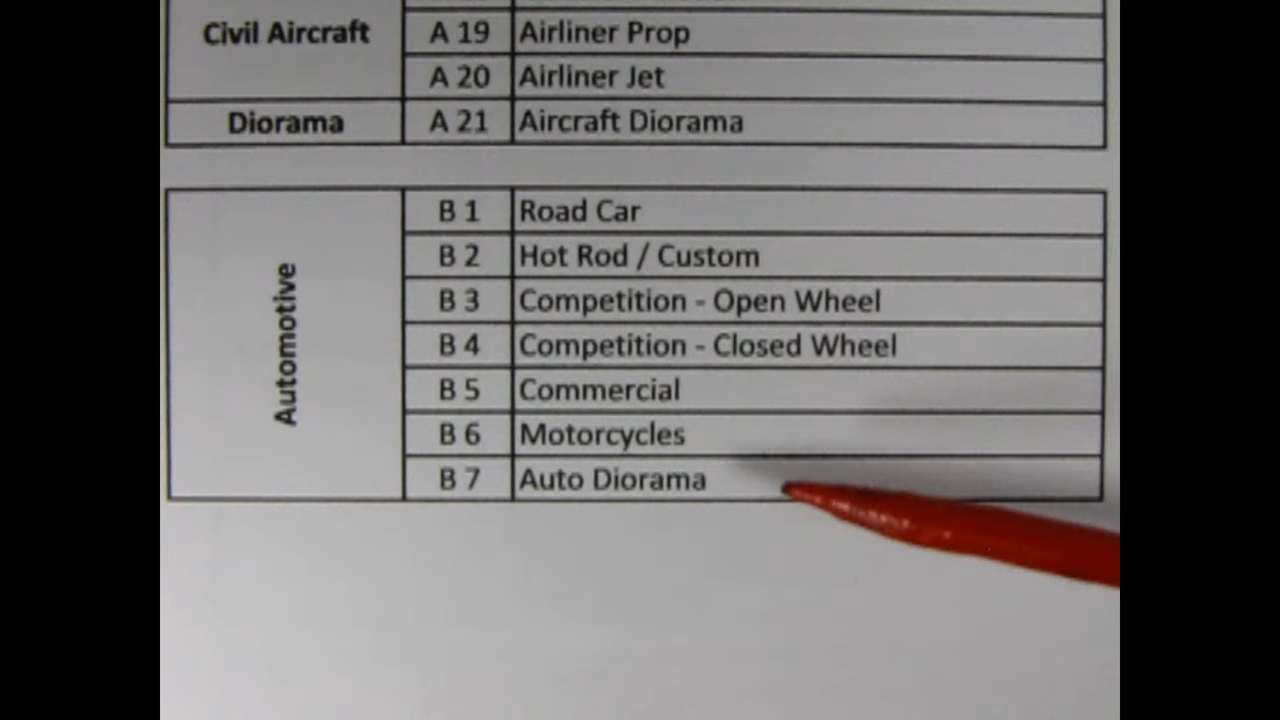 Civil Aircraft
A 19 Airliner Prop
A 20 Airliner Jet
Diorama A 21 Aircraft Diorama
Automotive
B 1 Road Car
B 2 Hot Rod / Custom
B 3 Competition - Open Wheel
B 4 Competition - Closed Wheel
B 5 Commercial
B 6 Motorcycles
B 7 Auto Diorama